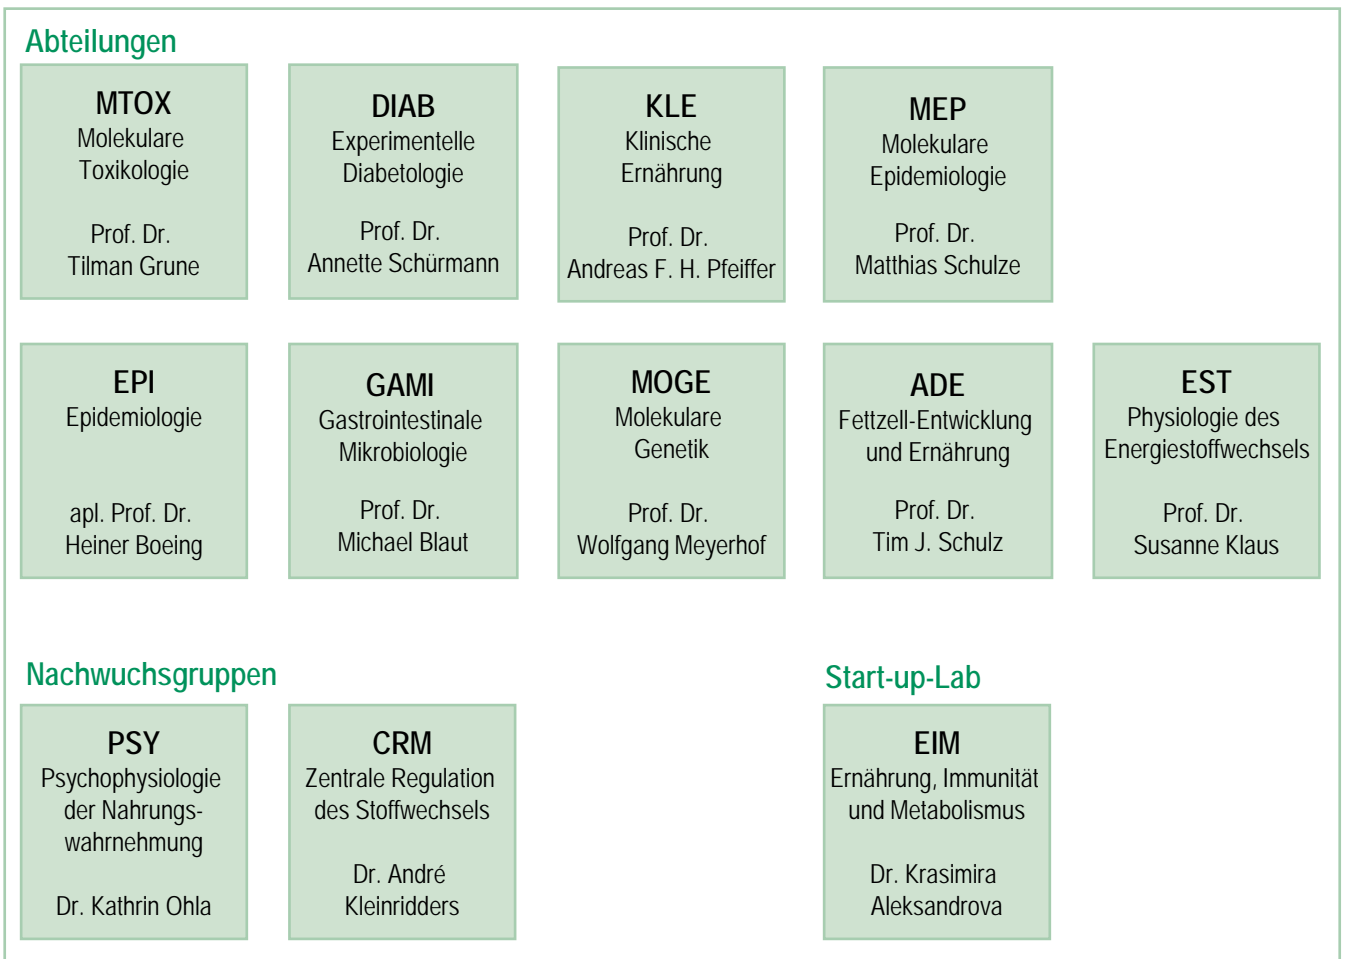 Abteilungen
MTOX
Molekulare
Toxikologie
Prof. Dr.
Tilman Grune
DIAB
Experimentelle
Diabetologie
Prof. Dr.
Annette Schürmann
KLE
Klinische
Ernährung
Prof. Dr.
Andreas F. H. Pfeiffer
MEP
Molekulare
Epidemiologie
Prof. Dr.
Matthias Schulze
EPI
Epidemiologie
apl. Prof. Dr.
Heiner Boeing
GAMI
Gastrointestinale
Mikrobiologie
Prof. Dr.
Michael Blaut
MOGE
Molekulare
Genetik
Prof. Dr.
Wolfgang Meyerhof
ADE
Fettzell-Entwicklung
und Ernährung
Prof. Dr.
Tim J. Schulz
EST
Physiologie des
Energiestoffwechsels
Prof. Dr.
Susanne Klaus
Nachwuchsgruppen
PSY
Psychophysiologie
der Nahrungs-
wahrnehmung
Dr. Kathrin Ohla
CRM
Zentrale Regulation
des Stoffwechsels
Dr. André
Kleinridders
Start-up-Lab
EIM
Ernährung, Immunität
und Metabolismus
Dr. Krasimira
Aleksandrova